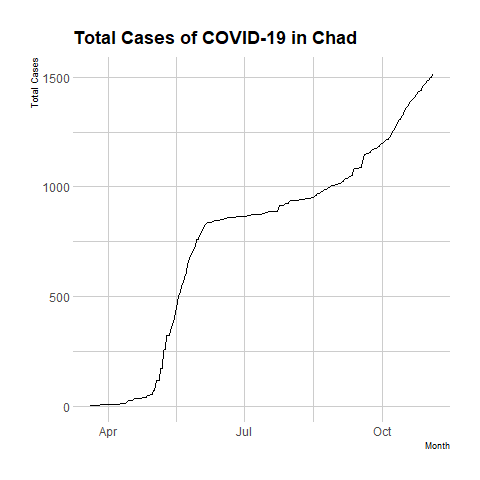 Total Cases of COVID-19 in Chad
Total Cases
1500
1000
500
0
Apr Jul Oct
Month